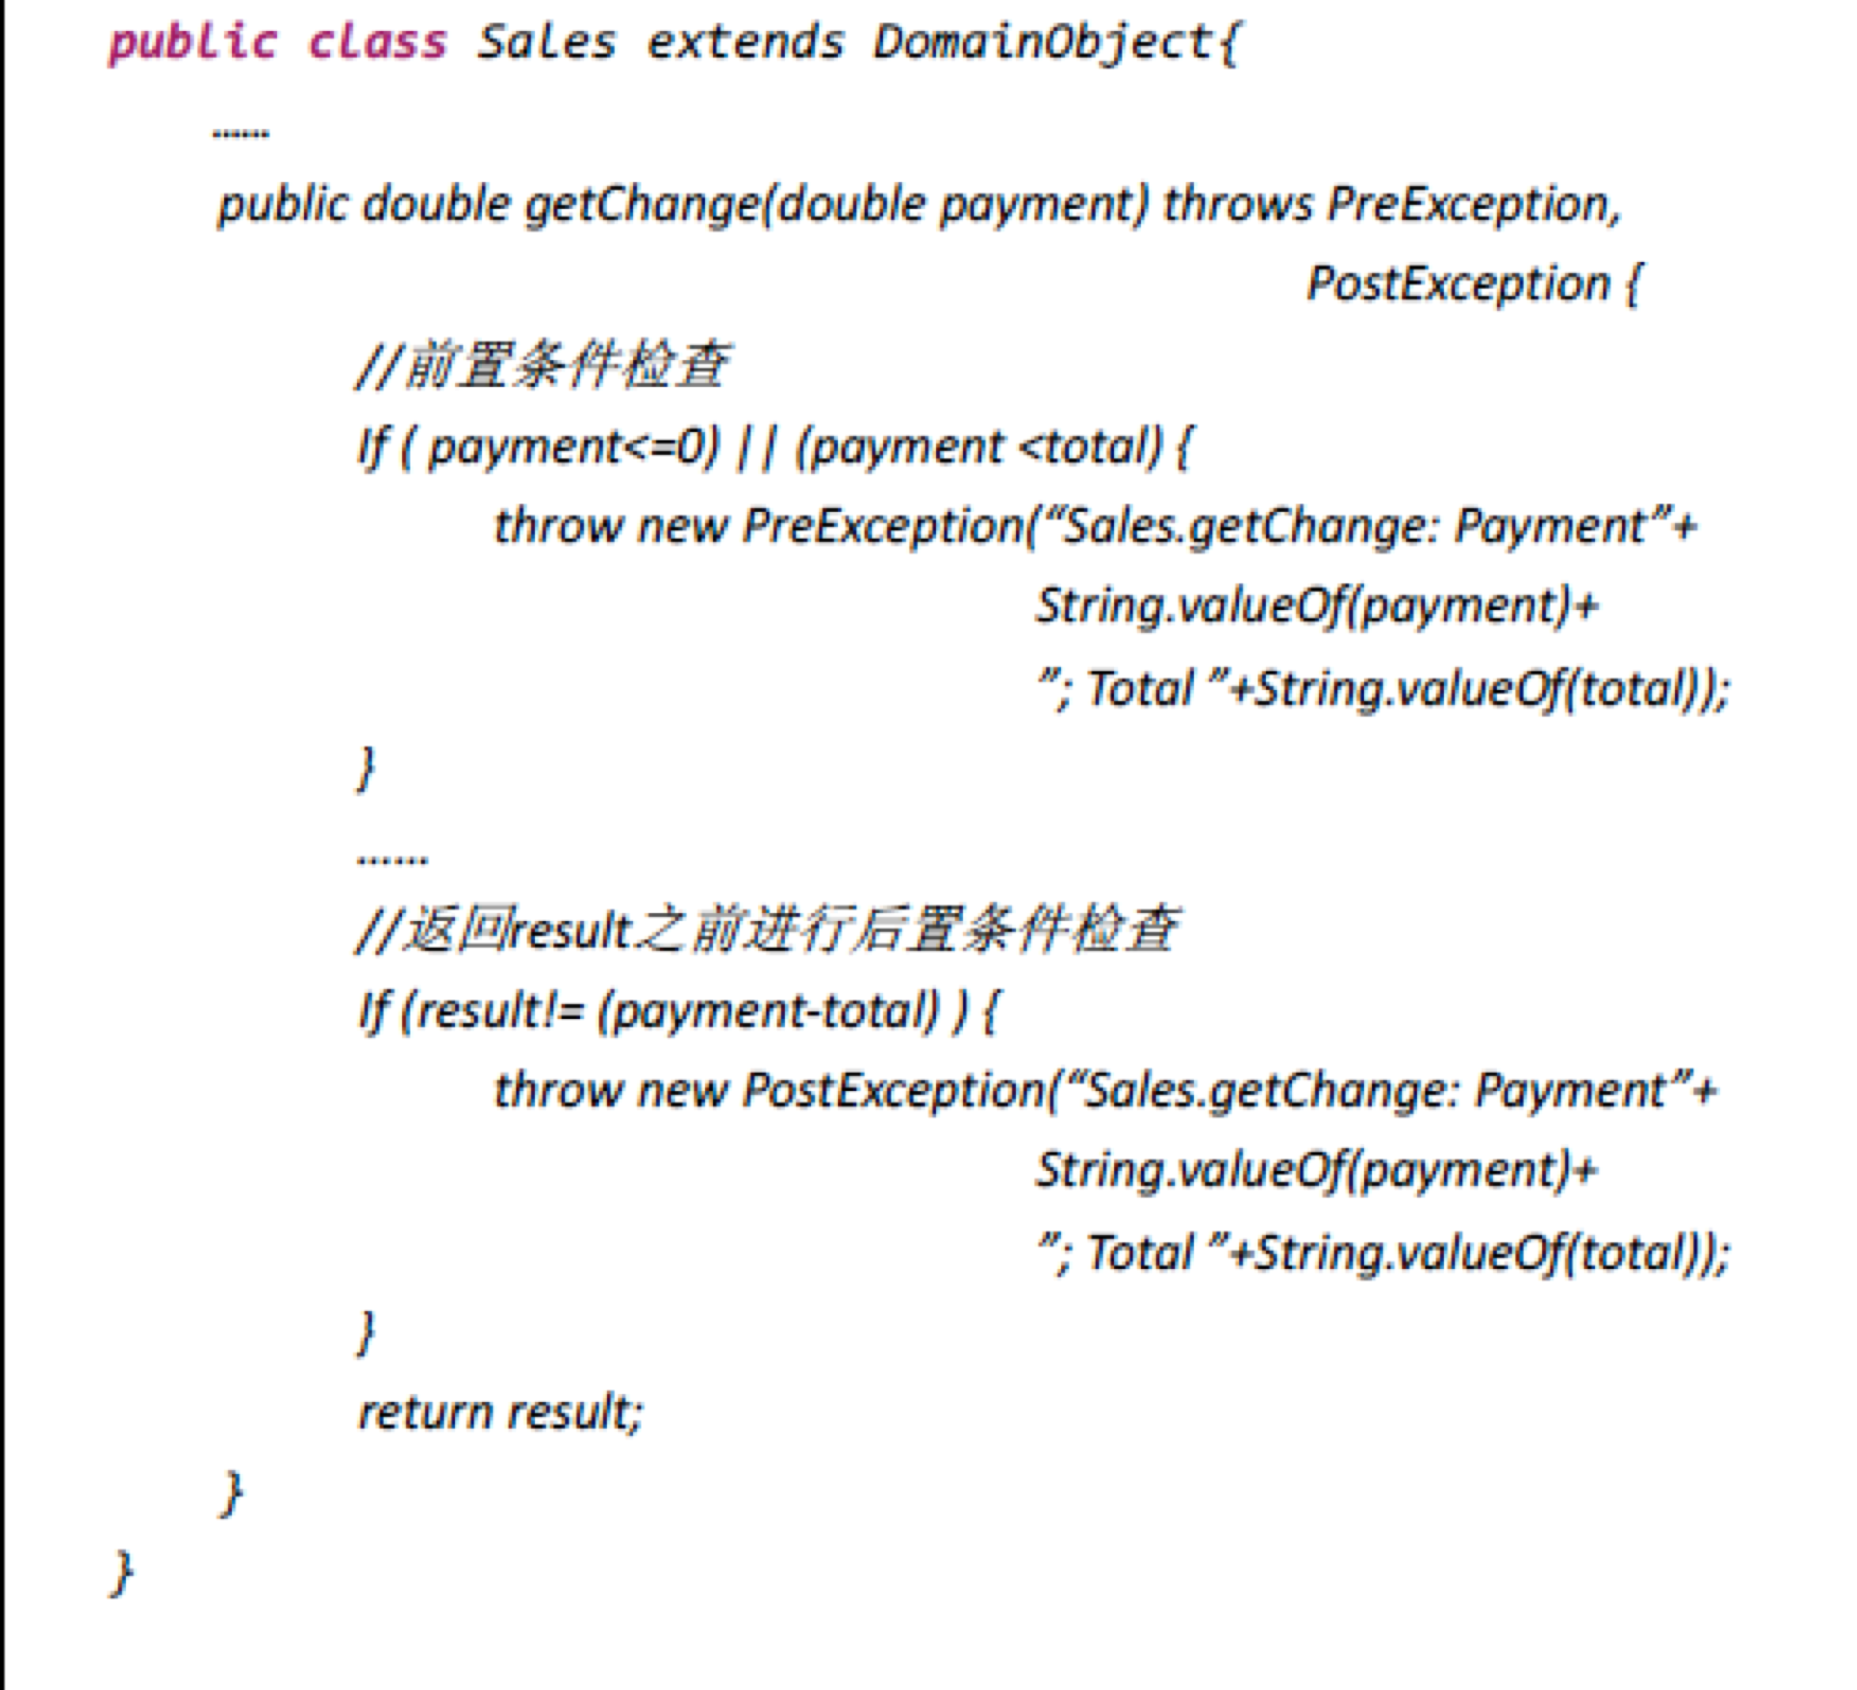 public class Sales extends DomainObject{
......
public double getChange(double payment) throws PreException,
PostException {
//前置条件检查
If ( payment<=0) || (payment <total) {
throw new PreException(“Sales.getChange: Payment”+
String.valueOf(payment)+
”; Total ”+String.valueOf(total));
}
......
//返回result之前进行后置条件检查
If (result!= (payment-total) ) {
throw new PostException(“Sales.getChange: Payment”+
String.valueOf(payment)+
”; Total ”+String.valueOf(total));
}
return result;
}
}